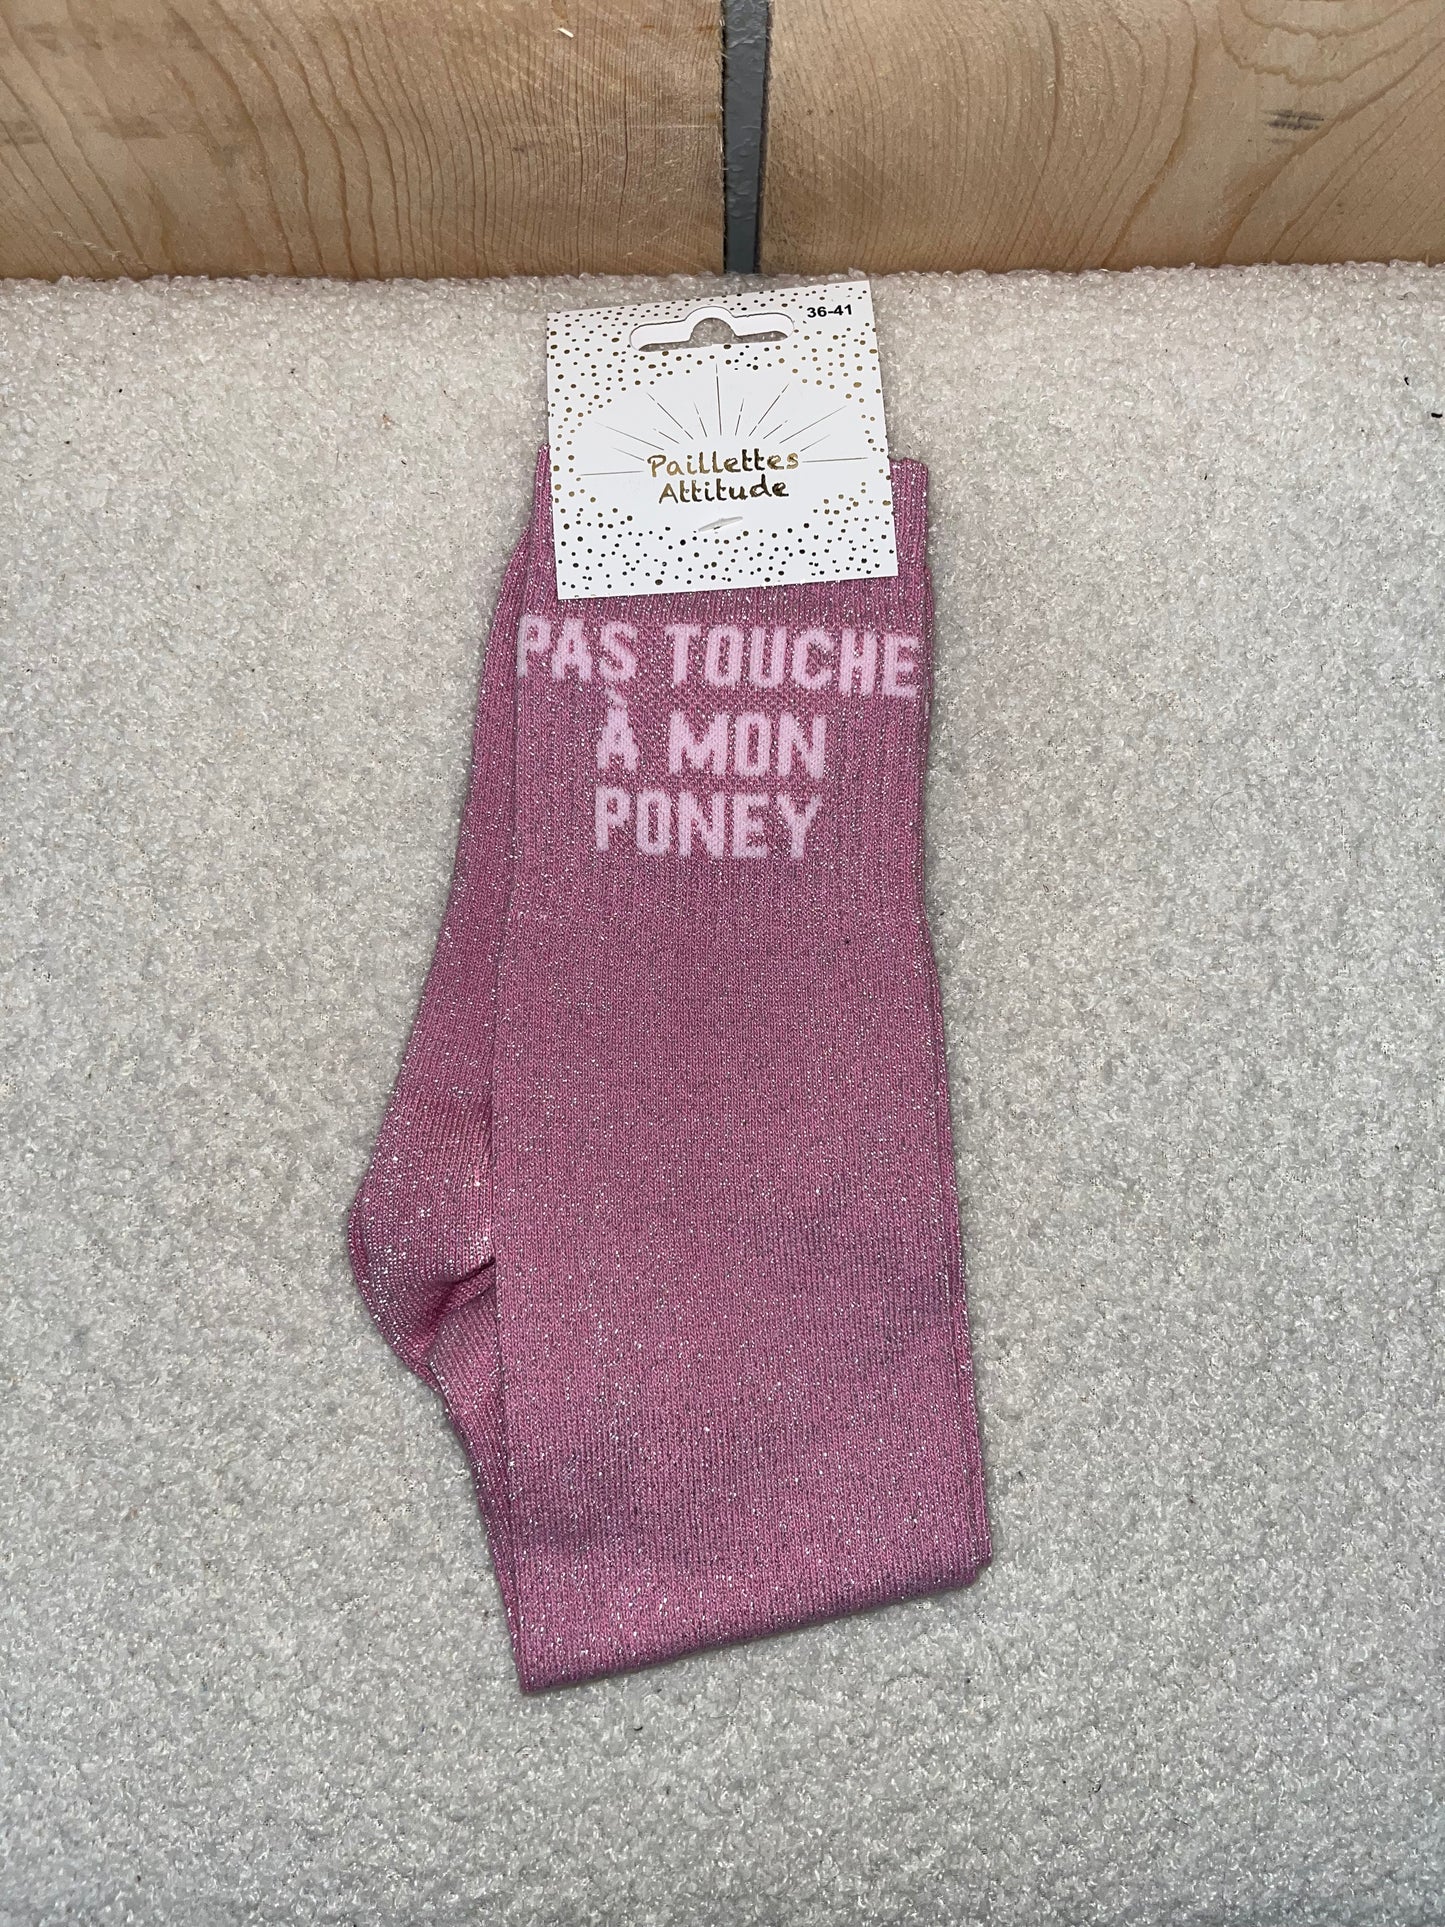 36-41
Paillettes
Attitude
PAS TOUCHE
À MON
PONEY